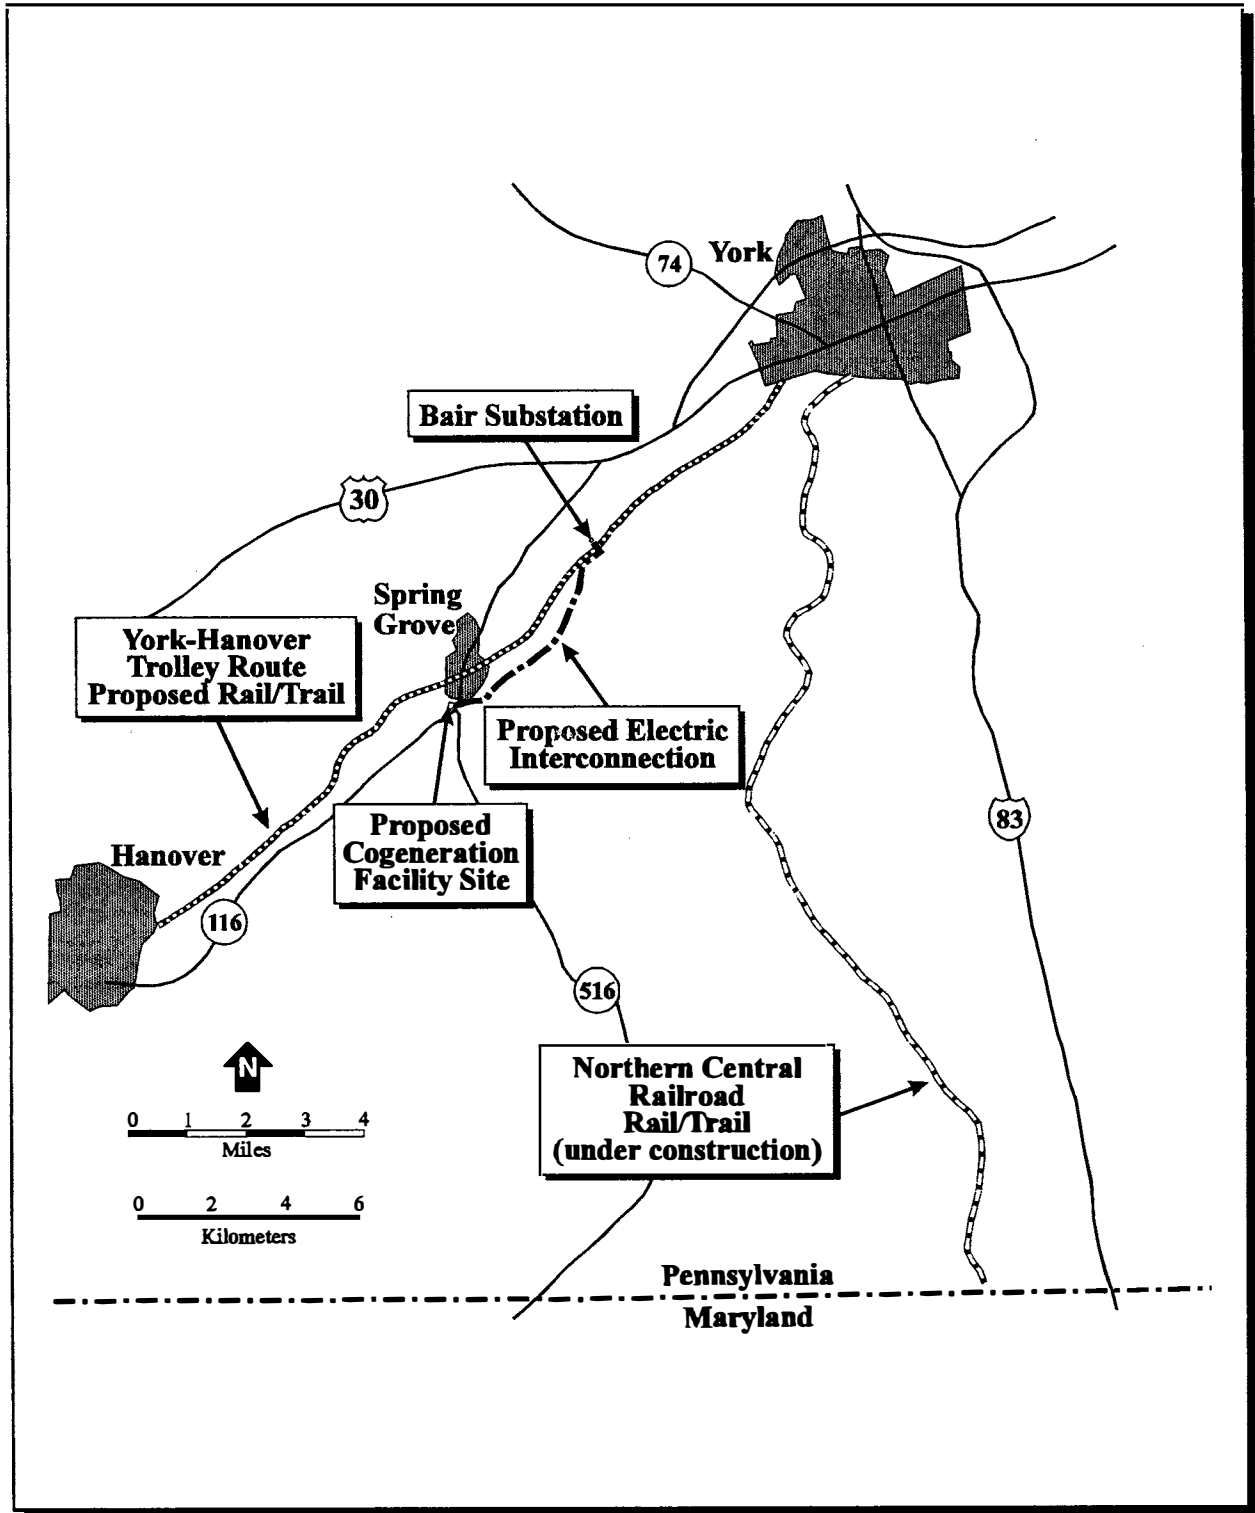 74
York
Bair Substation
30
Spring
Grove
York-Hanover
Trolley Route
Proposed Rail/Trail
Proposed Electric
Interconnection
83
Proposed
Cogeneration
Facility Site
Hanover
116
516
N
0 1 2 3 4
Miles
0 2 4 6
Kilometers
Northern Central
Railroad
Rail/Trail
(under construction)
Pennsylvania
Maryland